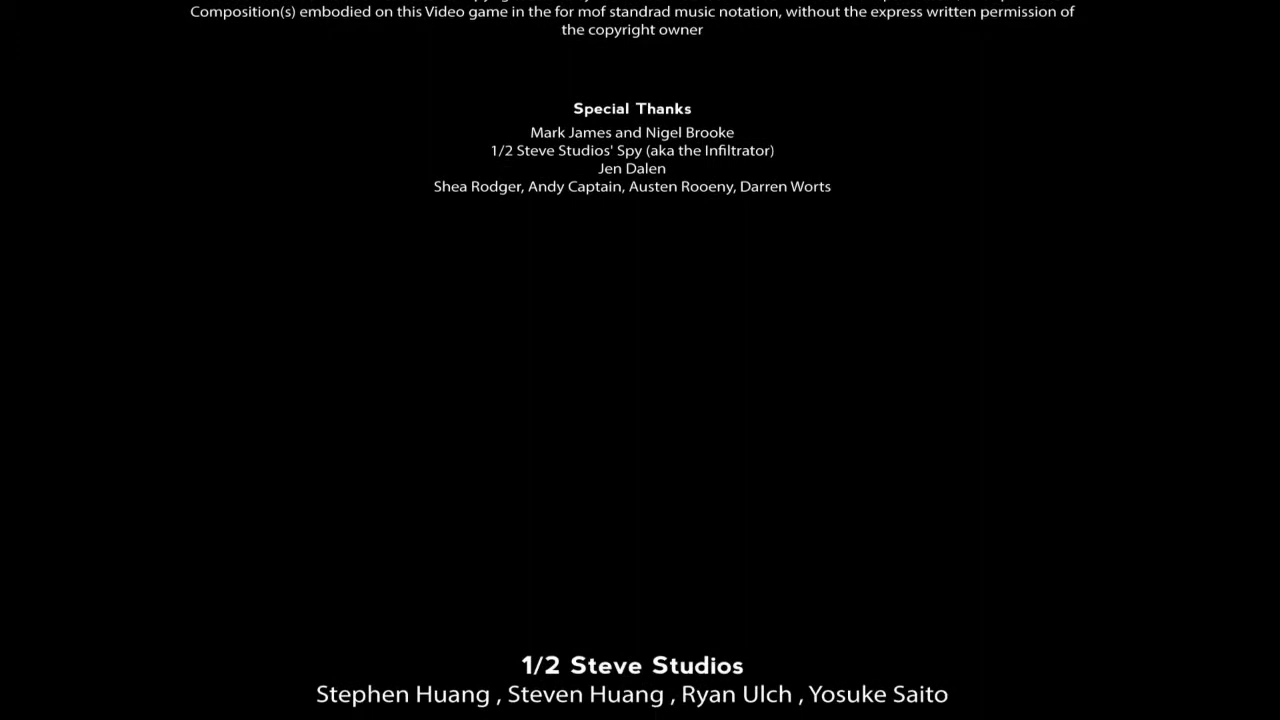 Composition(s) embodied on this Video game in the for mof standrad music notation, without the express written permission of
the copyright owner
Special Thanks
Mark James and Nigel Brooke
1/2 Steve Studios' Spy (aka the Infiltrator)
Jen Dalen
Shea Rodger, Andy Captain, Austen Rooeny, Darren Worts
1/2 Steve Studios
Stephen Huang , Steven Huang , Ryan Ulch , Yosuke Saito